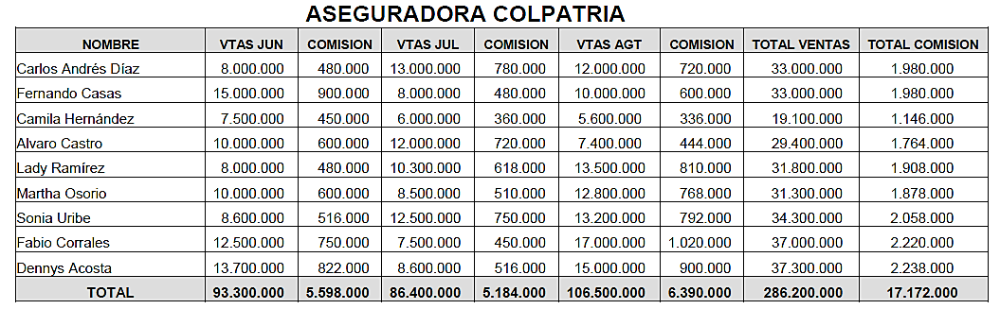 ASEGURADORA COLPATRIA
NOMBRE VTAS JUN COMISION VTAS JUL COMISION VTAS AGT COMISION TOTAL VENTAS TOTAL COMISION
Carlos Andrés Díaz 8.000.000 480.000 13.000.000 780.000 12.000.000 720.000 33.000.000 1.980.000
Fernando Casas 15.000.000 900.000 8.000.000 480.000 10.000.000 600.000 33.000.000 1.980.000
Camila Hernández 7.500.000 450.000 6.000.000 360.000 5.600.000 336.000 19.100.000 1.146.000
Alvaro Castro 10.000.000 600.000 12.000.000 720.000 7.400.000 444.000 29.400.000 1.764.000
Lady Ramírez 8.000.000 480.000 10.300.000 618.000 13.500.000 810.000 31.800.000 1.908.000
Martha Osorio 10.000.000 600.000 8.500.000 510.000 12.800.000 768.000 31.300.000 1.878.000
Sonia Uribe 8.600.000 516.000 12.500.000 750.000 13.200.000 792.000 34.300.000 2.058.000
Fabio Corrales 12.500.000 750.000 7.500.000 450.000 17.000.000 1.020.000 37.000.000 2.220.000
Dennys Acosta 13.700.000 822.000 8.600.000 516.000 15.000.000 900.000 37.300.000 2.238.000
TOTAL 93.300.000 5.598.000 86.400.000 5.184.000 106.500.000 6.390.000 286.200.000 17.172.000